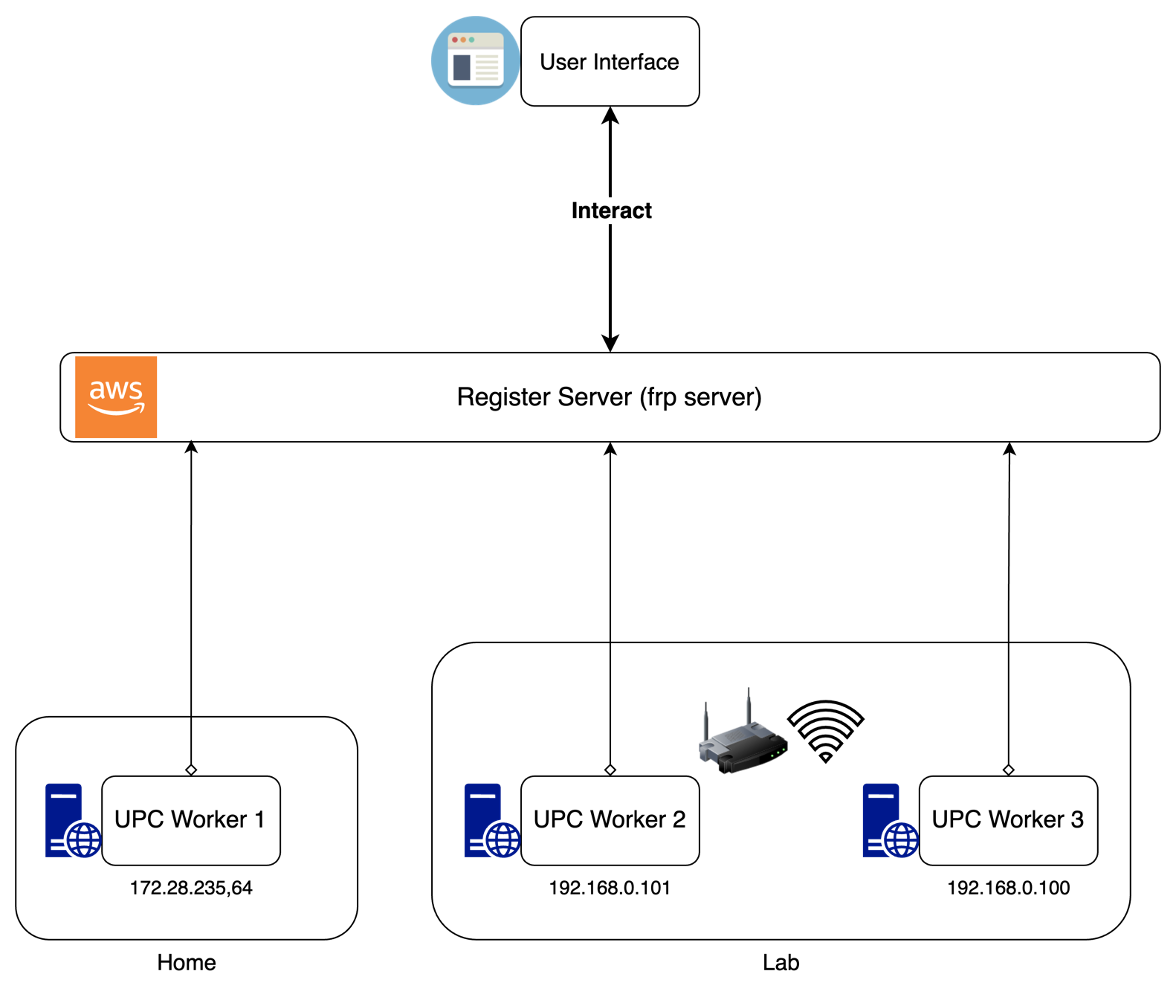 User Interface
Interact
aws
Register Server (frp server)
UPC Worker 1
UPC Worker 2
UPC Worker 3
172.28.235,64
192.168.0.101
192.168.0.100
Home
Lab